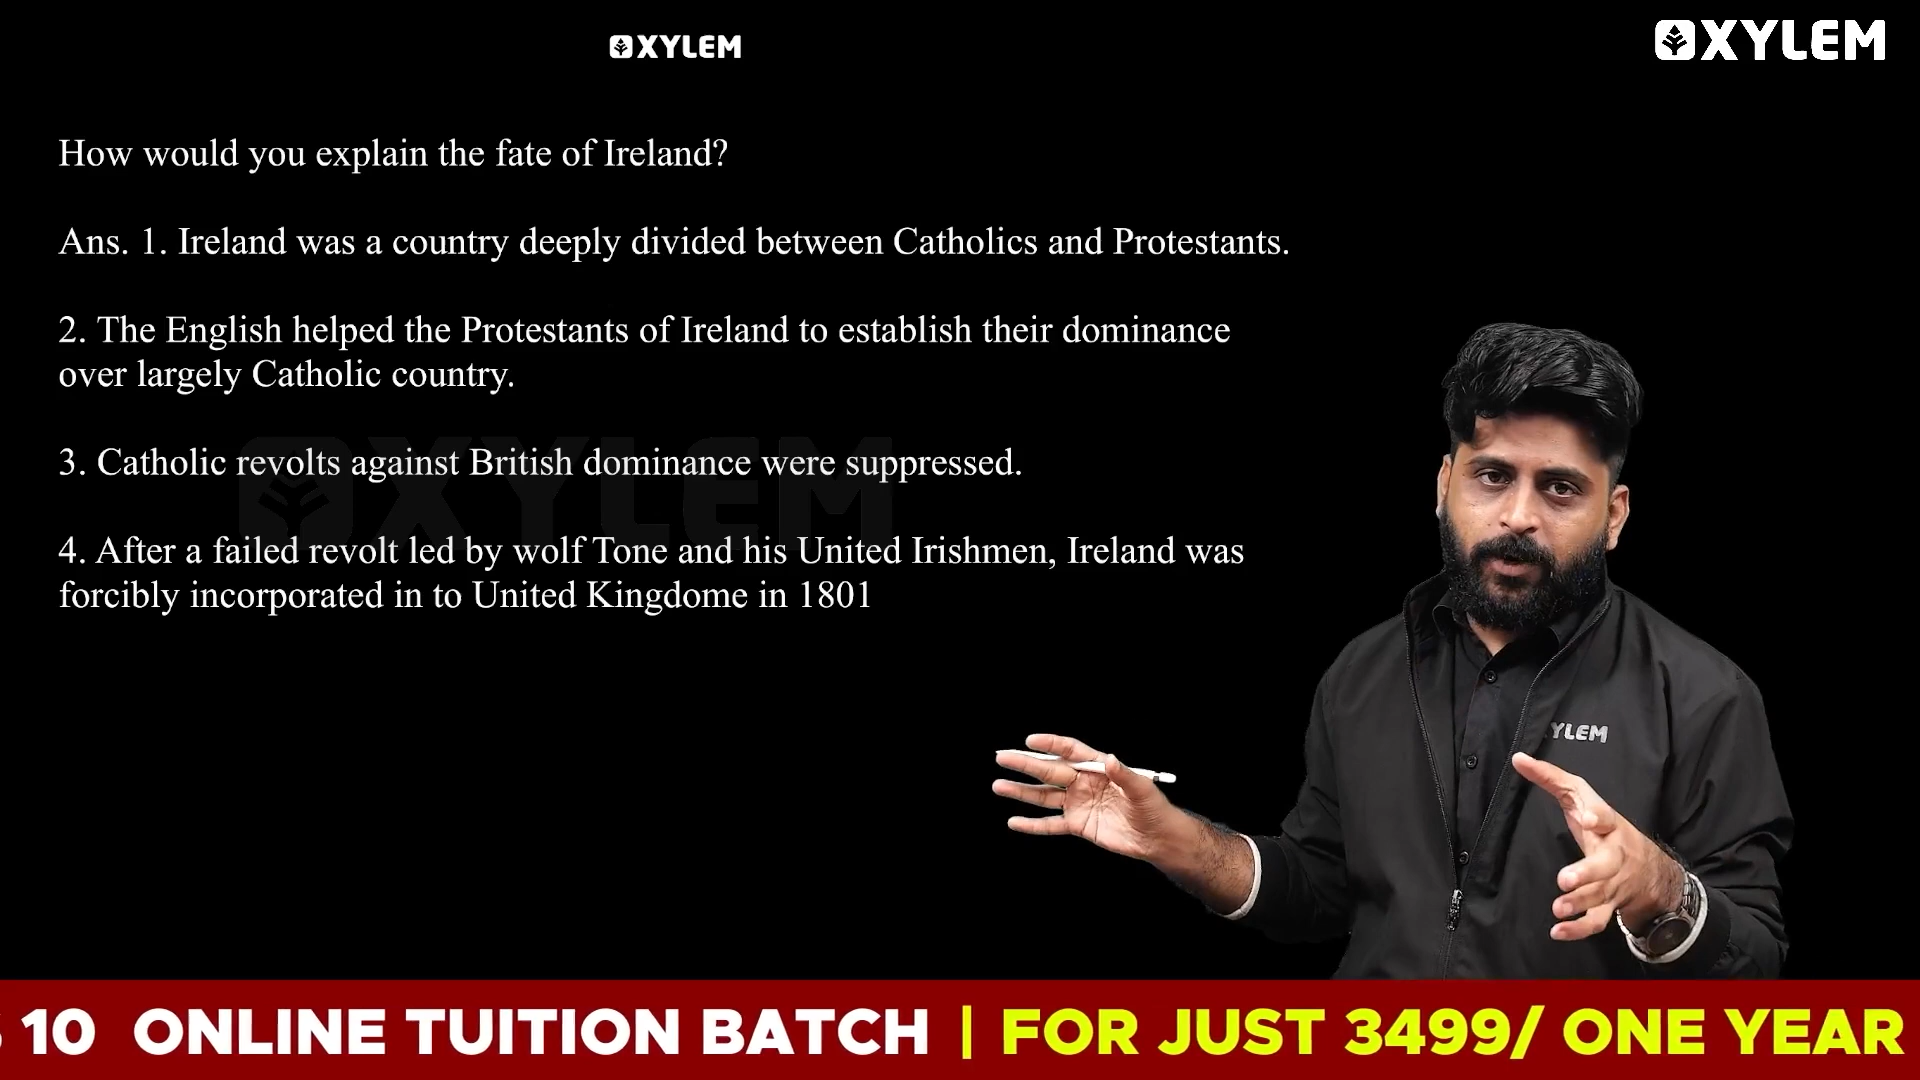 XYLEM
XYLEM
How would you explain the fate of Ireland?
Ans. 1. Ireland was a country deeply divided between Catholics and Protestants.
2. The English helped the Protestants of Ireland to establish their dominance
over largely Catholic country.
3. Catholic revolts against British dominance were suppressed.
4. After a failed revolt led by wolf Tone and his United Irishmen, Ireland was
forcibly incorporated in to United Kingdome in 1801
XYLEM
YLEM
10 ONLINE TUITION BATCH | FOR JUST 3499/ ONE YEAR